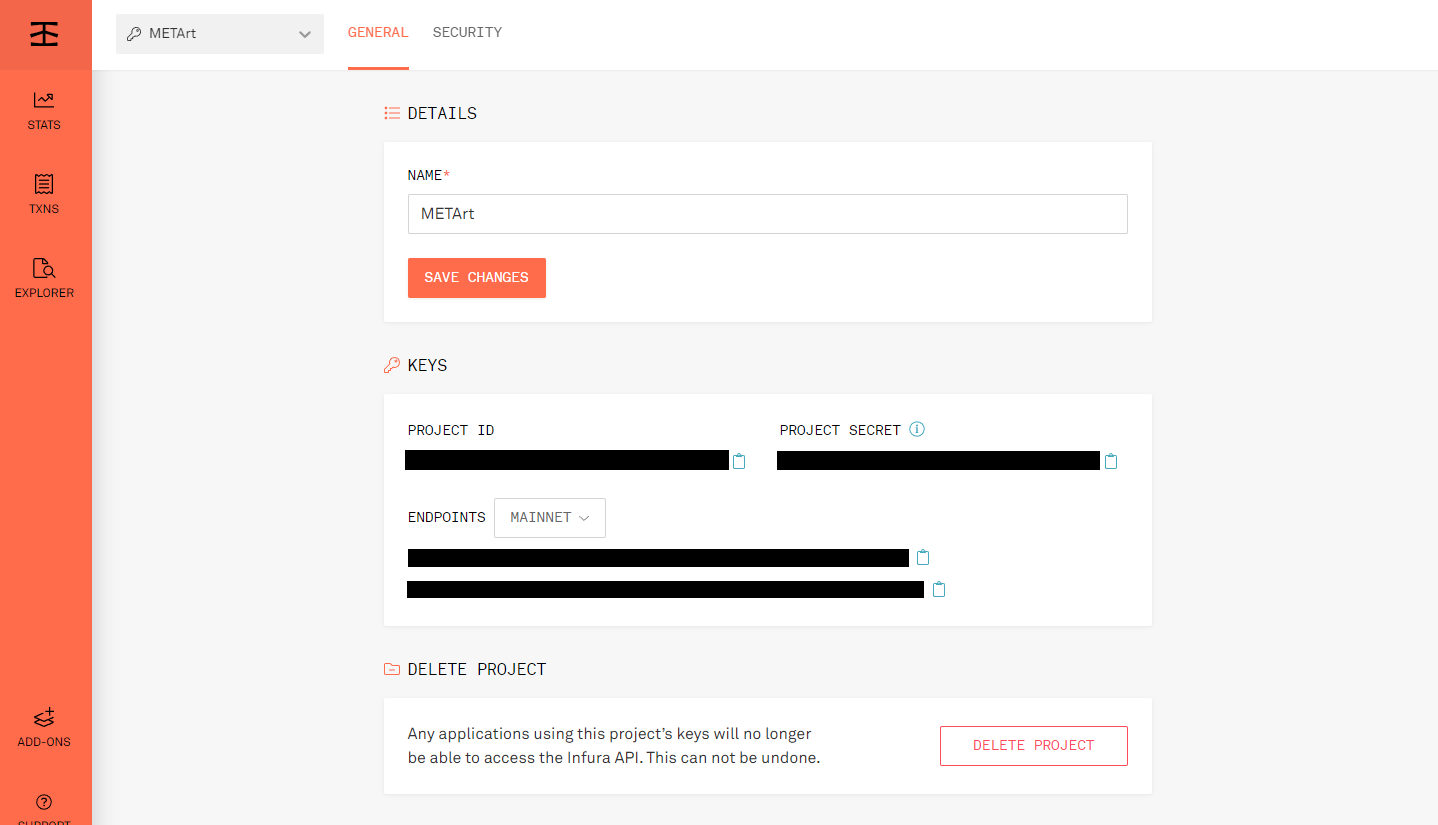 METArt
GENERAL
SECURITY
STATS
TXNS
EXPLORER
ADD-ONS
SUPPORT
DETAILS
NAME*
METArt
SAVE CHANGES
KEYS
PROJECT ID
PROJECT SECRET
ENDPOINTS
MAINNET
DELETE PROJECT
Any applications using this project’s keys will no longer
be able to access the Infura API. This can not be undone.
DELETE PROJECT